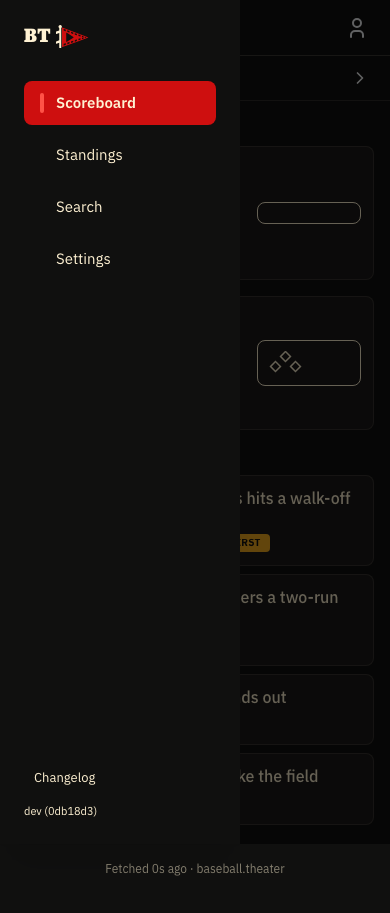 BT
Scoreboard
Standings
Search
Settings
s hits a walk-off
RST
ers a two-run
ds out
ke the field
Changelog
dev (0db18d3)
Fetched 0s ago · baseball.theater